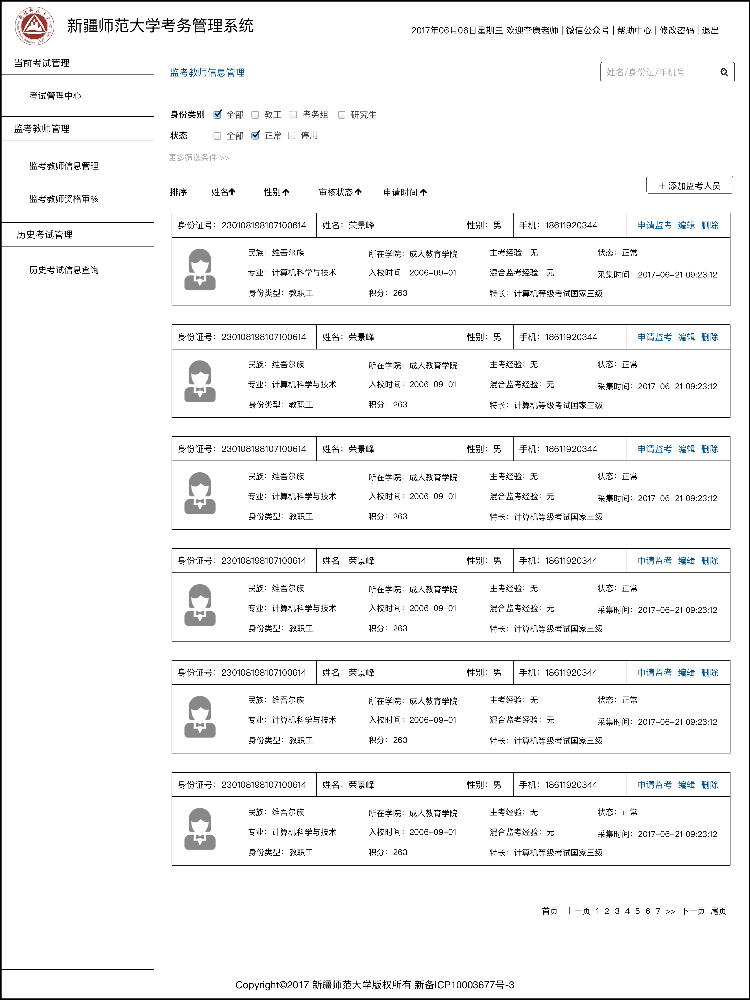 新疆师范大学考务管理系统
2017年06月06日星期三 欢迎李康老师 | 微信公众号 | 帮助中心 | 修改密码 | 退出
当前考试管理
考试管理中心
监考教师管理
监考教师信息管理
监考教师资格审核
历史考试管理
历史考试信息查询
监考教师信息管理
姓名/身份证/手机号
身份类别 全部 教工 考务组 研究生
状态 全部 正常 停用
更多筛选条件 >>
+ 添加监考人员
排序 姓名 性别 审核状态 申请时间
身份证号：230108198107100614 姓名：荣景峰 性别：男 手机：18611920344 申请监考 编辑 删除
民族：维吾尔族 所在学院：成人教育学院 主考经验：无 状态：正常
专业：计算机科学与技术 入校时间：2006-09-01 混合监考经验：无 采集时间：2017-06-21 09:23:12
身份类型：教职工 积分：263 特长：计算机等级考试国家三级
身份证号：230108198107100614 姓名：荣景峰 性别：男 手机：18611920344 申请监考 编辑 删除
民族：维吾尔族 所在学院：成人教育学院 主考经验：无 状态：正常
专业：计算机科学与技术 入校时间：2006-09-01 混合监考经验：无 采集时间：2017-06-21 09:23:12
身份类型：教职工 积分：263 特长：计算机等级考试国家三级
身份证号：230108198107100614 姓名：荣景峰 性别：男 手机：18611920344 申请监考 编辑 删除
民族：维吾尔族 所在学院：成人教育学院 主考经验：无 状态：正常
专业：计算机科学与技术 入校时间：2006-09-01 混合监考经验：无 采集时间：2017-06-21 09:23:12
身份类型：教职工 积分：263 特长：计算机等级考试国家三级
身份证号：230108198107100614 姓名：荣景峰 性别：男 手机：18611920344 申请监考 编辑 删除
民族：维吾尔族 所在学院：成人教育学院 主考经验：无 状态：正常
专业：计算机科学与技术 入校时间：2006-09-01 混合监考经验：无 采集时间：2017-06-21 09:23:12
身份类型：教职工 积分：263 特长：计算机等级考试国家三级
身份证号：230108198107100614 姓名：荣景峰 性别：男 手机：18611920344 申请监考 编辑 删除
民族：维吾尔族 所在学院：成人教育学院 主考经验：无 状态：正常
专业：计算机科学与技术 入校时间：2006-09-01 混合监考经验：无 采集时间：2017-06-21 09:23:12
身份类型：教职工 积分：263 特长：计算机等级考试国家三级
身份证号：230108198107100614 姓名：荣景峰 性别：男 手机：18611920344 申请监考 编辑 删除
民族：维吾尔族 所在学院：成人教育学院 主考经验：无 状态：正常
专业：计算机科学与技术 入校时间：2006-09-01 混合监考经验：无 采集时间：2017-06-21 09:23:12
身份类型：教职工 积分：263 特长：计算机等级考试国家三级
首页 上一页 1 2 3 4 5 6 7 >> 下一页 尾页
Copyright©2017 新疆师范大学版权所有 新备ICP10003677号-3